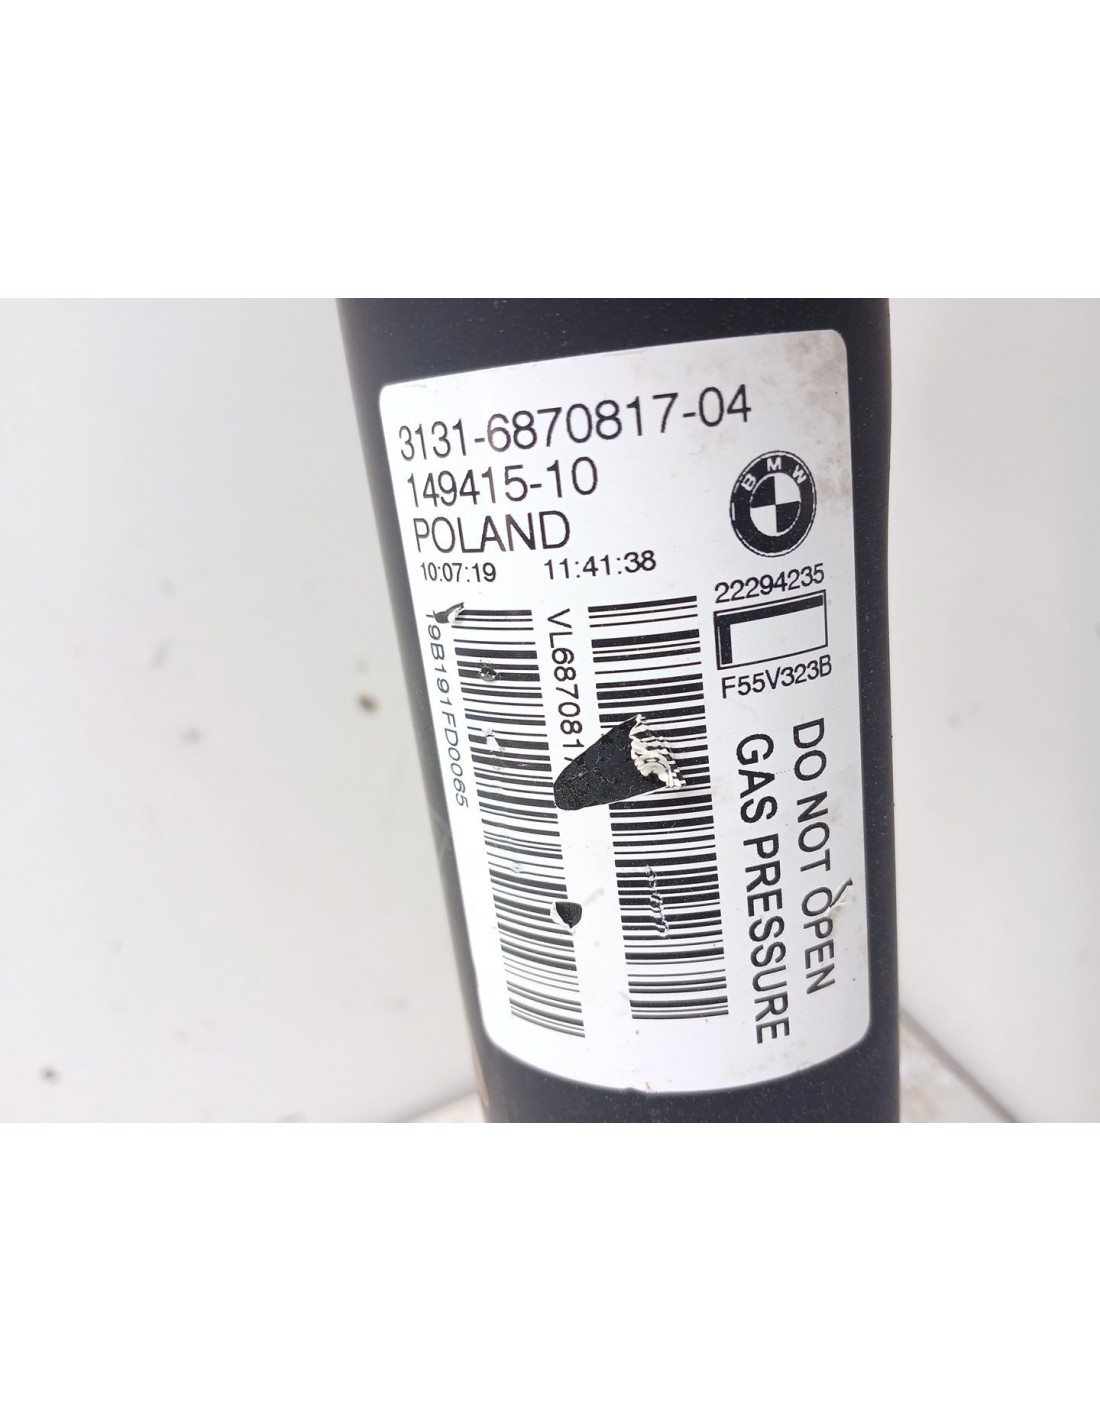 3131-6870817-04
149415-10
POLAND
10:07:19 11:41:38
BMW
22294235
F55V323B
19B191FD0065
VL687081
DO NOT OPEN
GAS PRESSURE